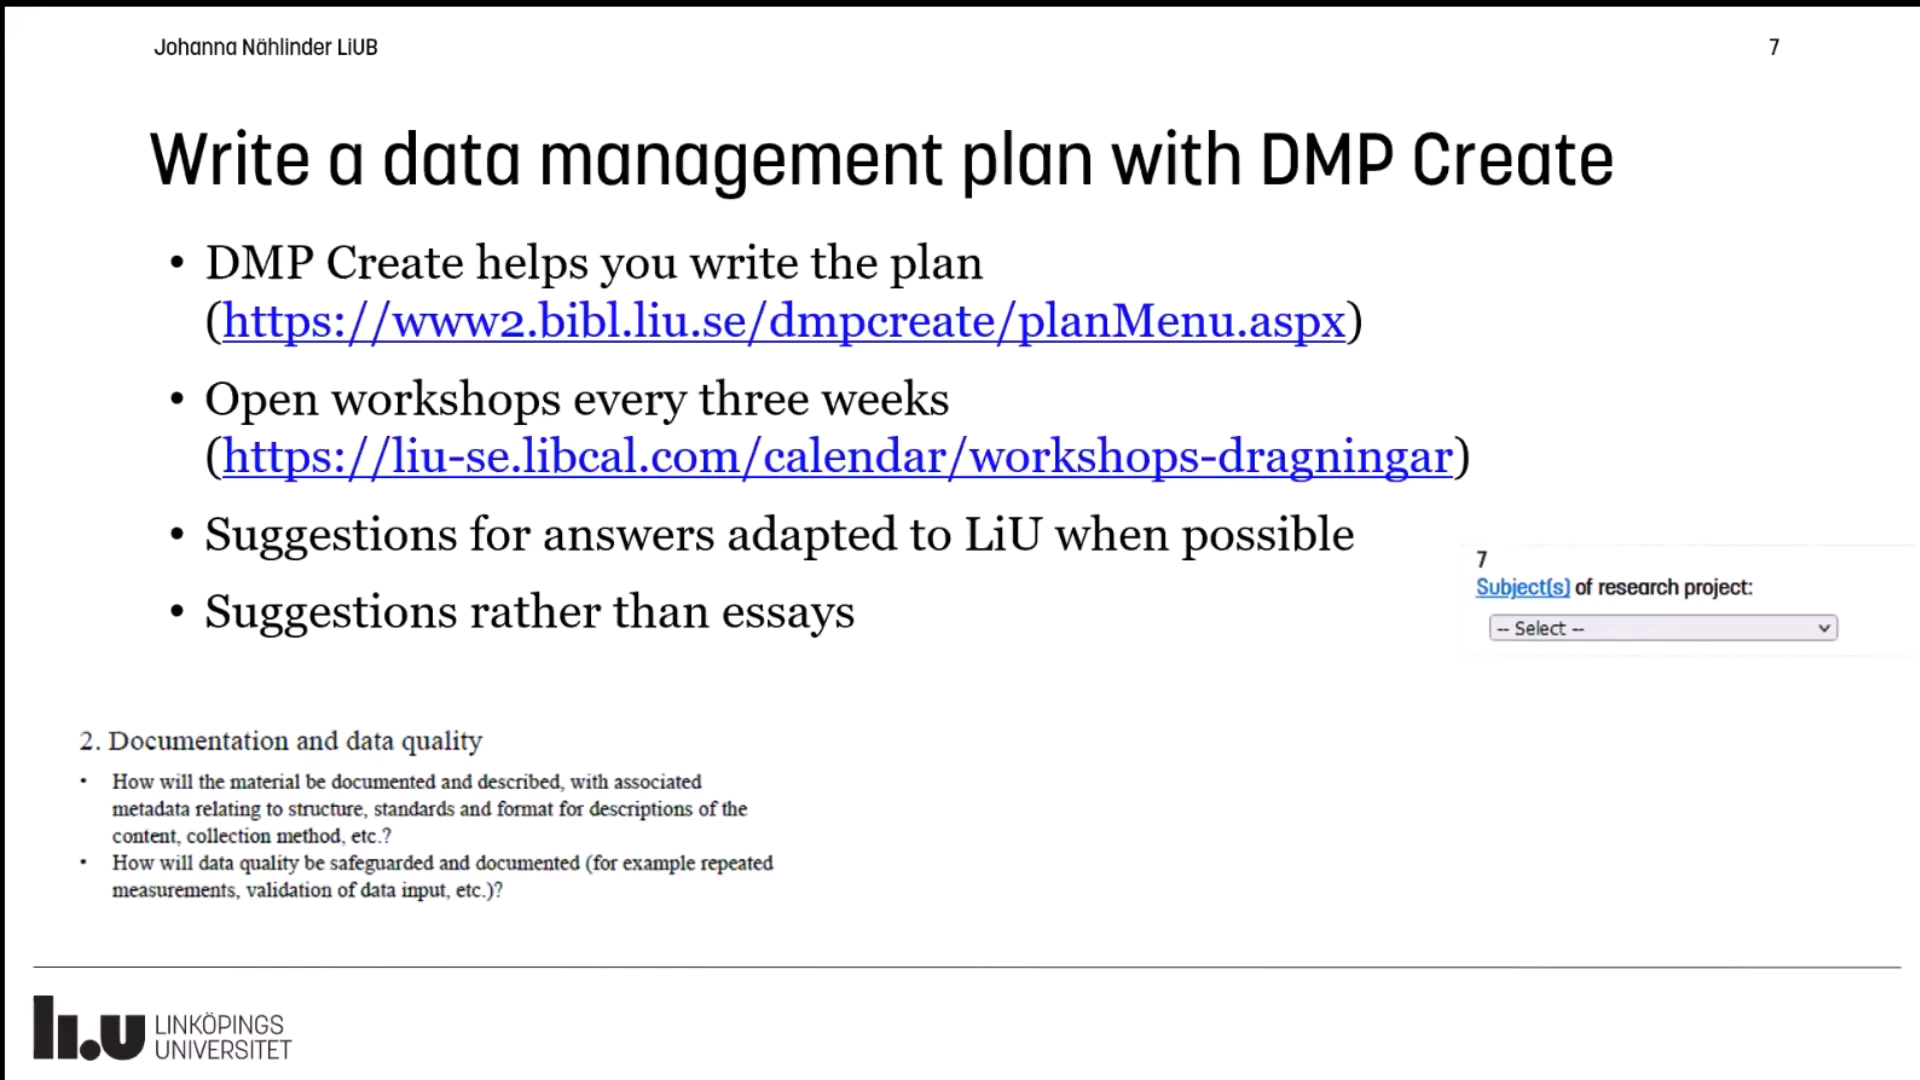 Johanna Nählinder LiUB
7
Write a data management plan with DMP Create
• DMP Create helps you write the plan
(https://www2.bibl.liu.se/dmpcreate/planMenu.aspx)
• Open workshops every three weeks
(https://liu-se.libcal.com/calendar/workshops-dragningar)
• Suggestions for answers adapted to LiU when possible
• Suggestions rather than essays
7
Subject(s) of research project:
-- Select --
2. Documentation and data quality
• How will the material be documented and described, with associated
metadata relating to structure, standards and format for descriptions of the
content, collection method, etc.?
• How will data quality be safeguarded and documented (for example repeated
measurements, validation of data input, etc.)?
li.u LINKÖPINGS
UNIVERSITET